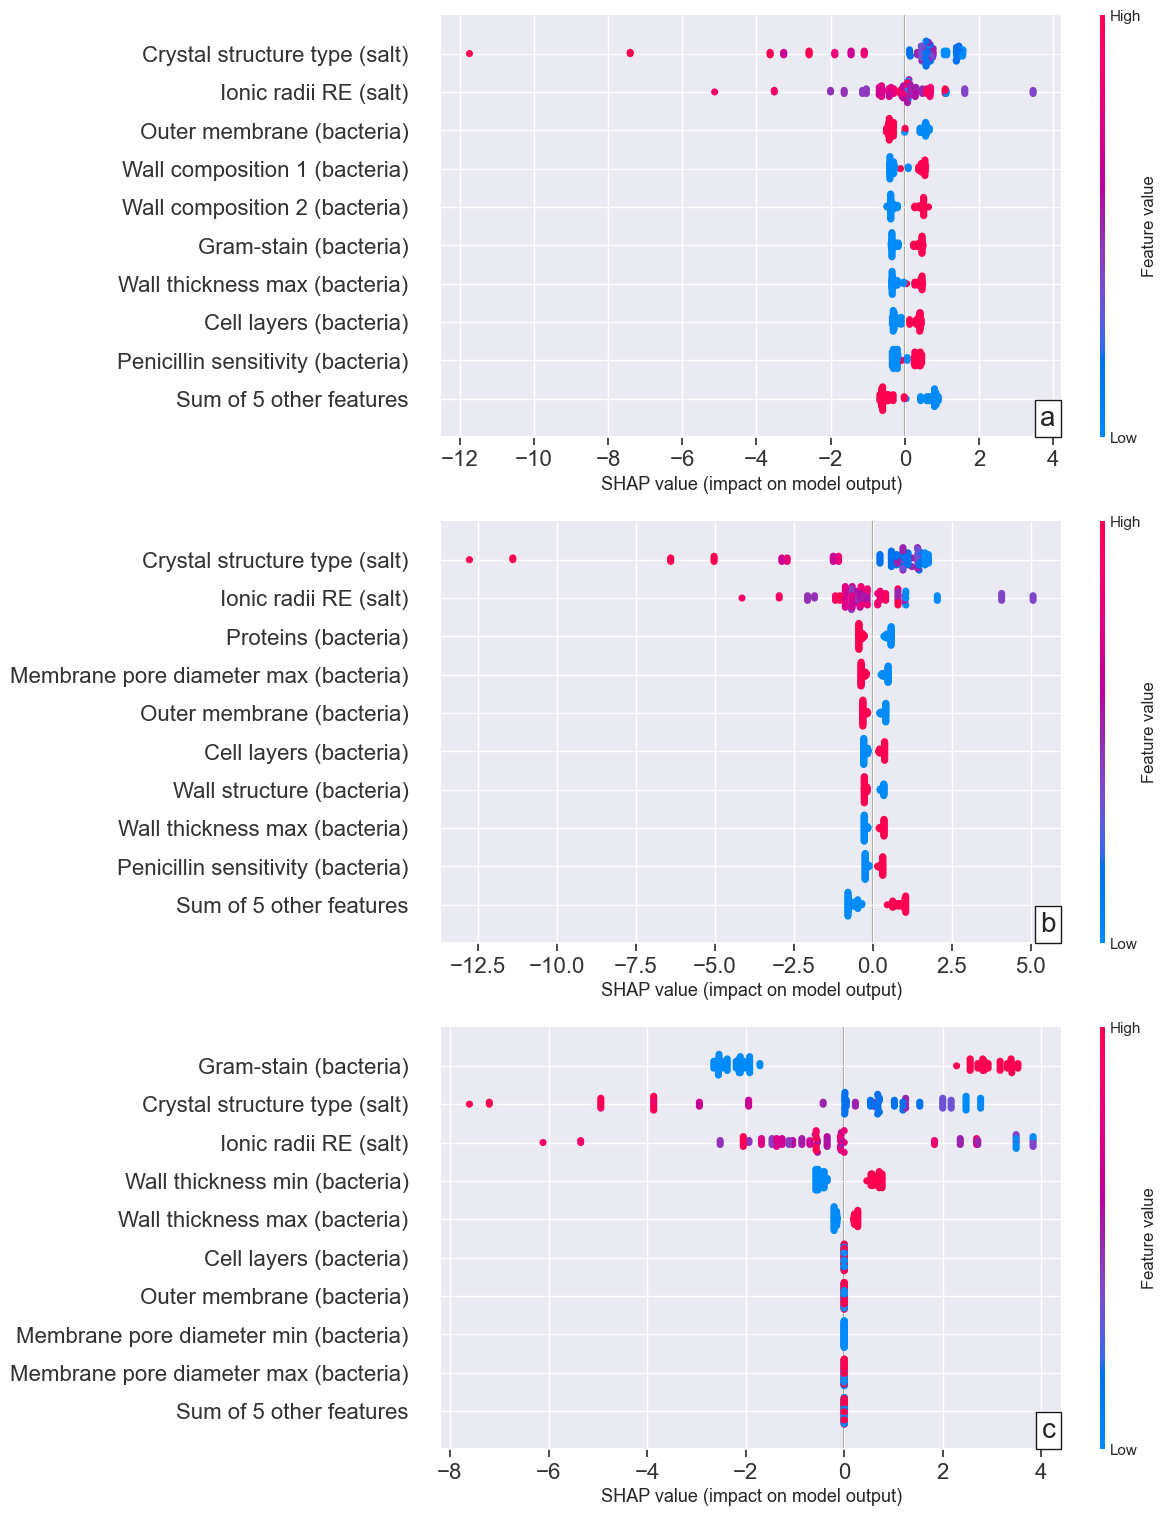 High
Crystal structure type (salt)
Ionic radii RE (salt)
Outer membrane (bacteria)
Wall composition 1 (bacteria)
Wall composition 2 (bacteria)
Gram-stain (bacteria)
Wall thickness max (bacteria)
Cell layers (bacteria)
Penicillin sensitivity (bacteria)
Sum of 5 other features
Feature value
a
Low
−12 −10 −8 −6 −4 −2 0 2 4
SHAP value (impact on model output)
High
Crystal structure type (salt)
Ionic radii RE (salt)
Proteins (bacteria)
Membrane pore diameter max (bacteria)
Outer membrane (bacteria)
Cell layers (bacteria)
Wall structure (bacteria)
Wall thickness max (bacteria)
Penicillin sensitivity (bacteria)
Sum of 5 other features
Feature value
b
Low
−12.5 −10.0 −7.5 −5.0 −2.5 0.0 2.5 5.0
SHAP value (impact on model output)
High
Gram-stain (bacteria)
Crystal structure type (salt)
Ionic radii RE (salt)
Wall thickness min (bacteria)
Wall thickness max (bacteria)
Cell layers (bacteria)
Outer membrane (bacteria)
Membrane pore diameter min (bacteria)
Membrane pore diameter max (bacteria)
Sum of 5 other features
Feature value
c
Low
−8 −6 −4 −2 0 2 4
SHAP value (impact on model output)